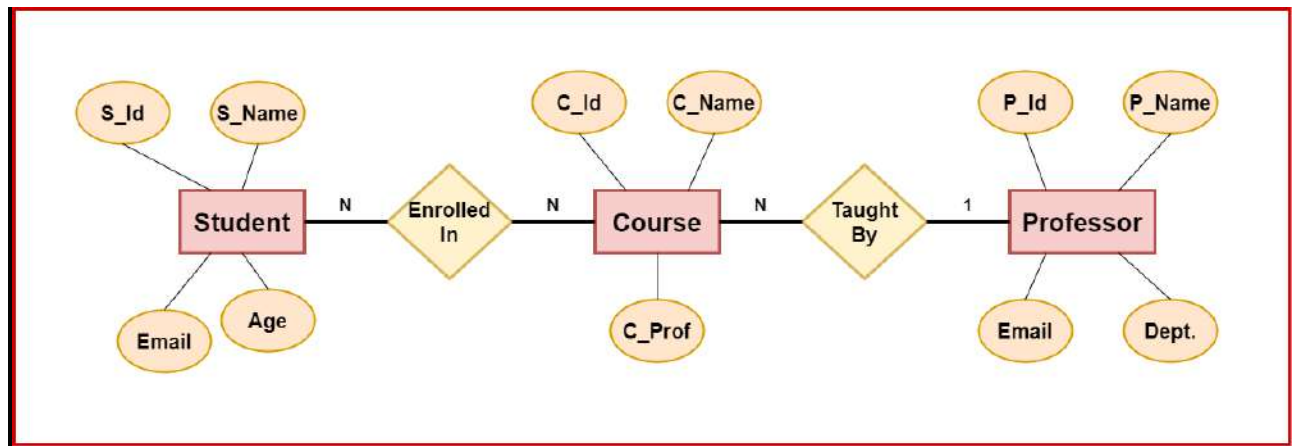 S_Id
S_Name
C_Id
C_Name
P_Id
P_Name
Student
N
Enrolled
In
N
Course
N
Taught
By
1
Professor
Email
Age
C_Prof
Email
Dept.